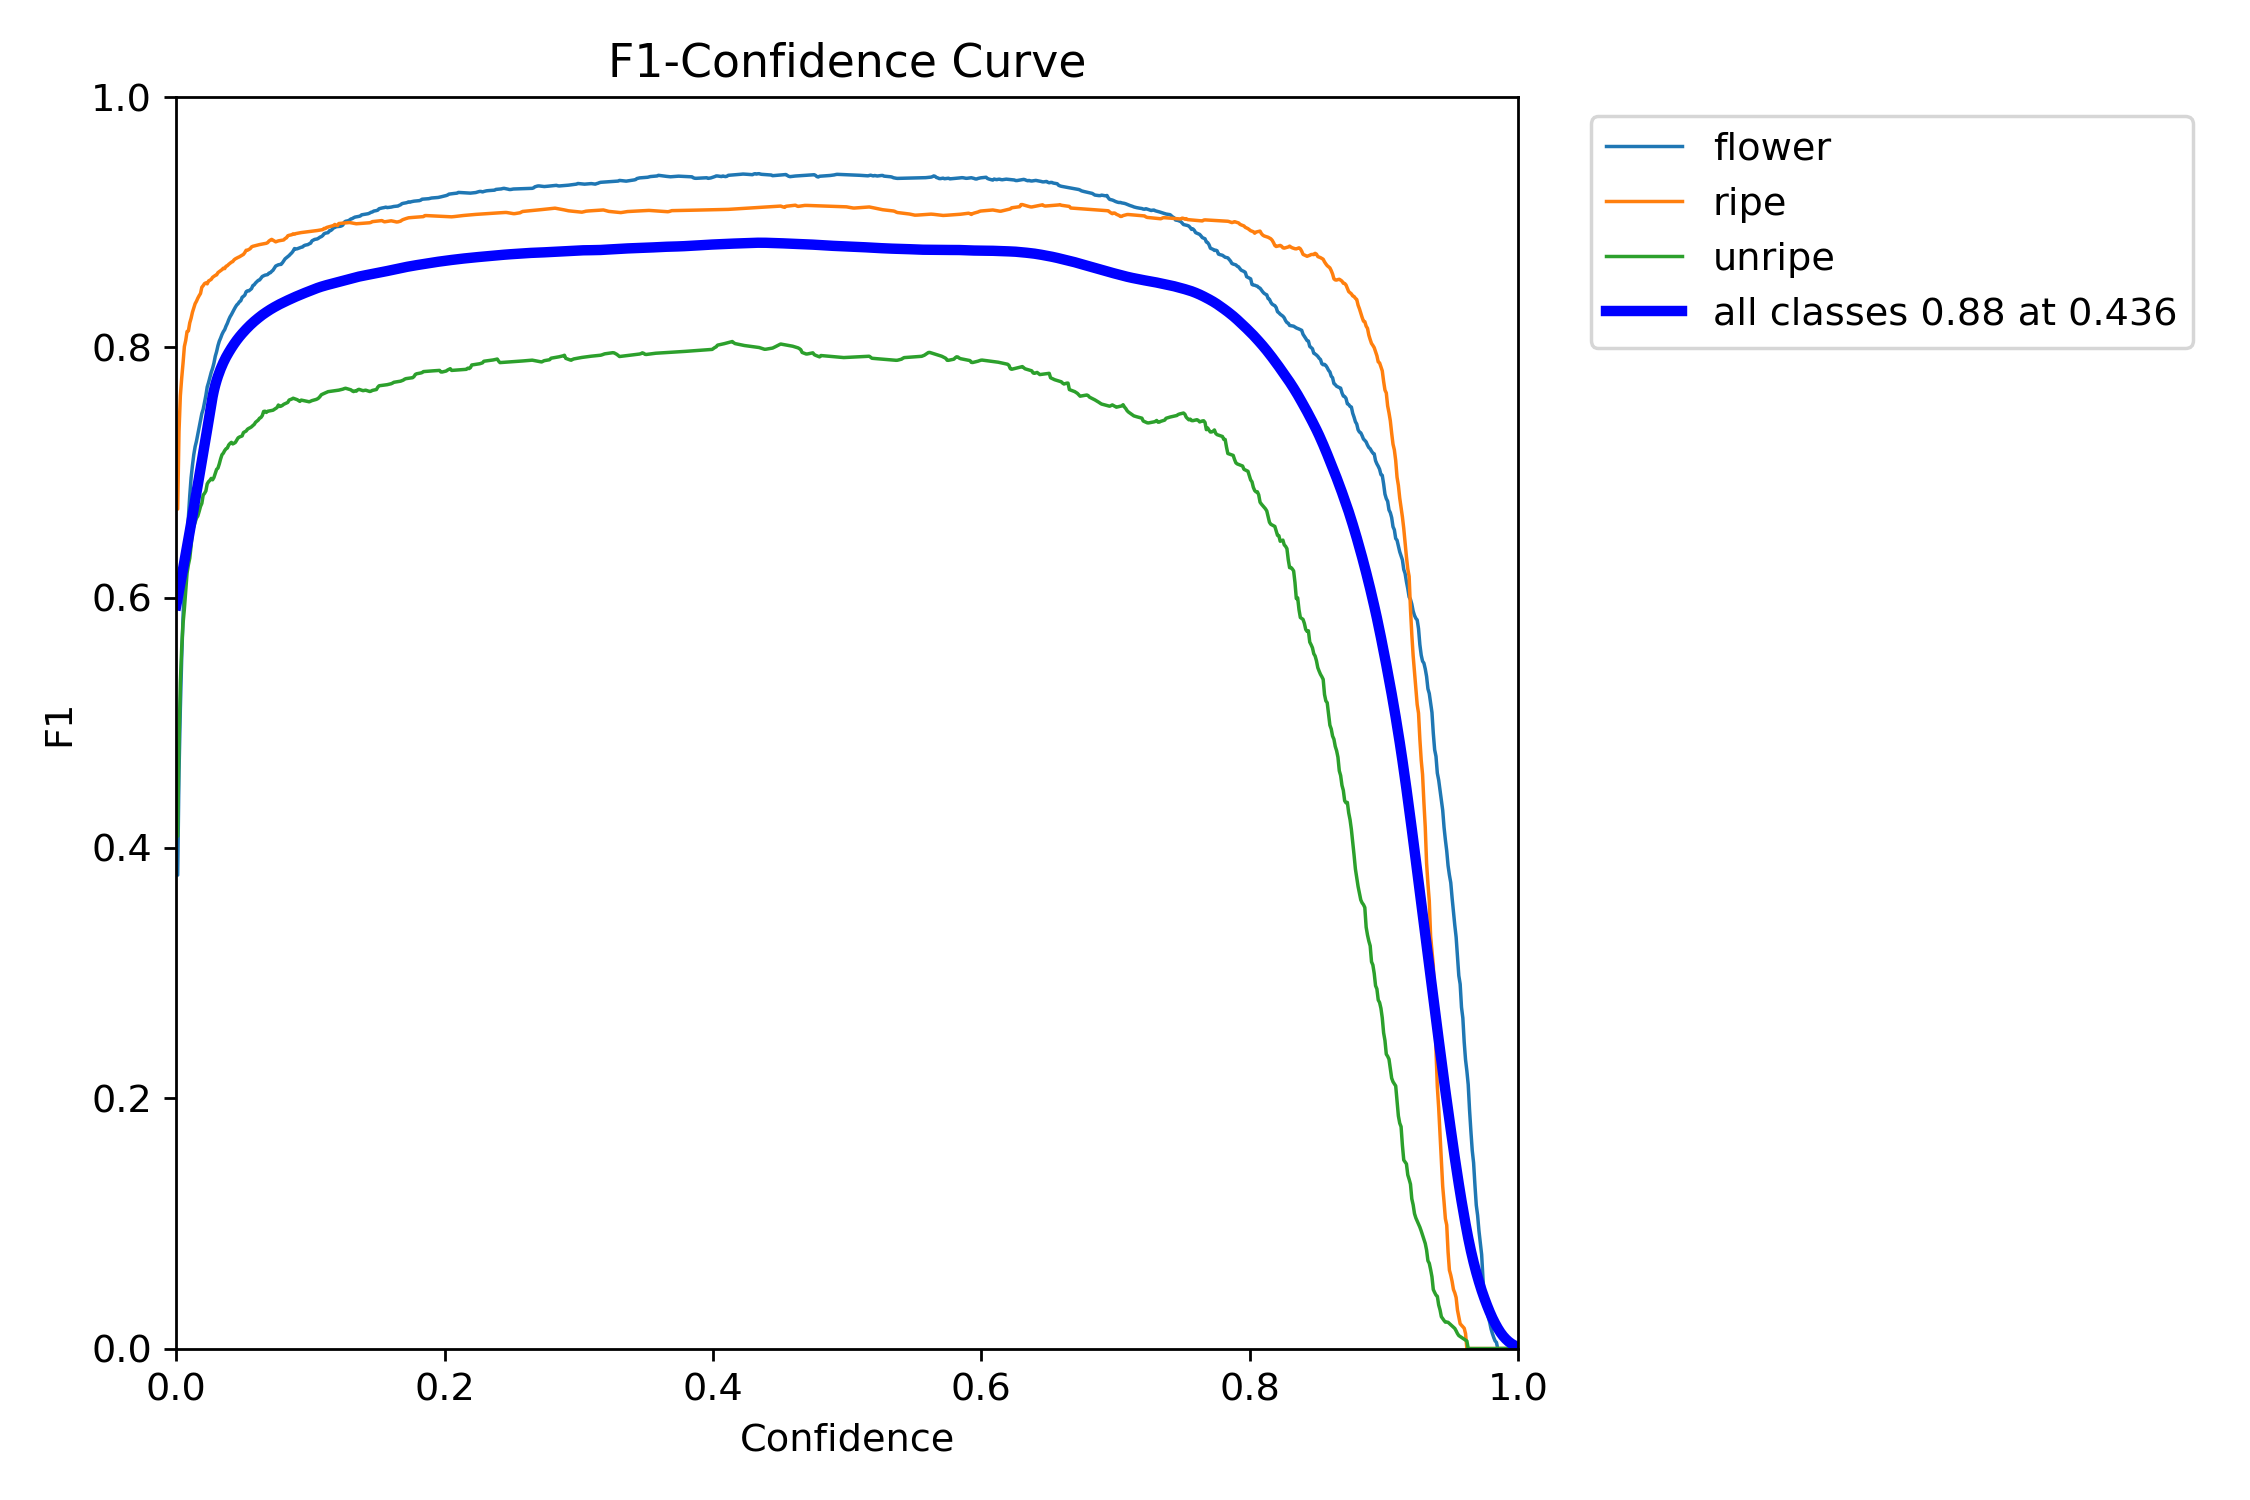 F1-Confidence Curve
1.0
0.8
0.6
0.4
0.2
0.0
F1
0.0 0.2 0.4 0.6 0.8 1.0
Confidence
flower
ripe
unripe
all classes 0.88 at 0.436